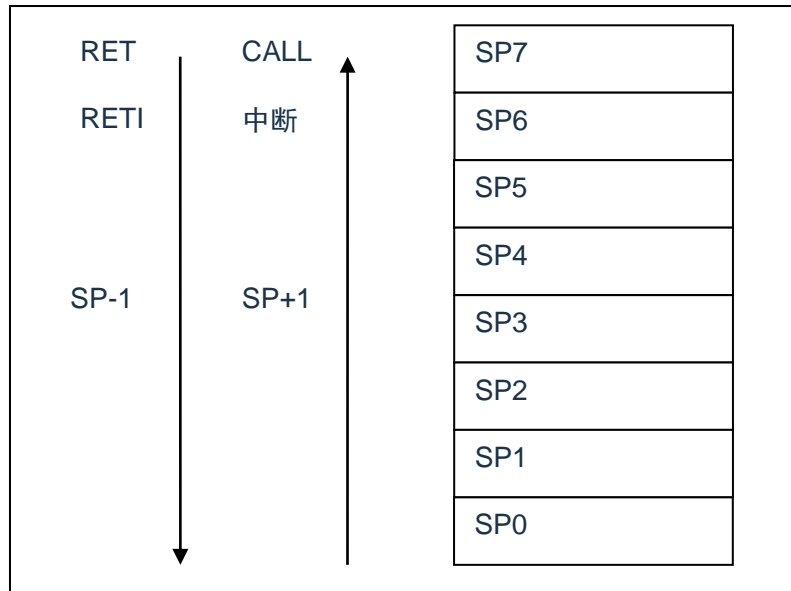 RET CALL SP7
RETI 中断 SP6
SP5
SP4
SP-1 SP+1
SP3
SP2
SP1
SP0